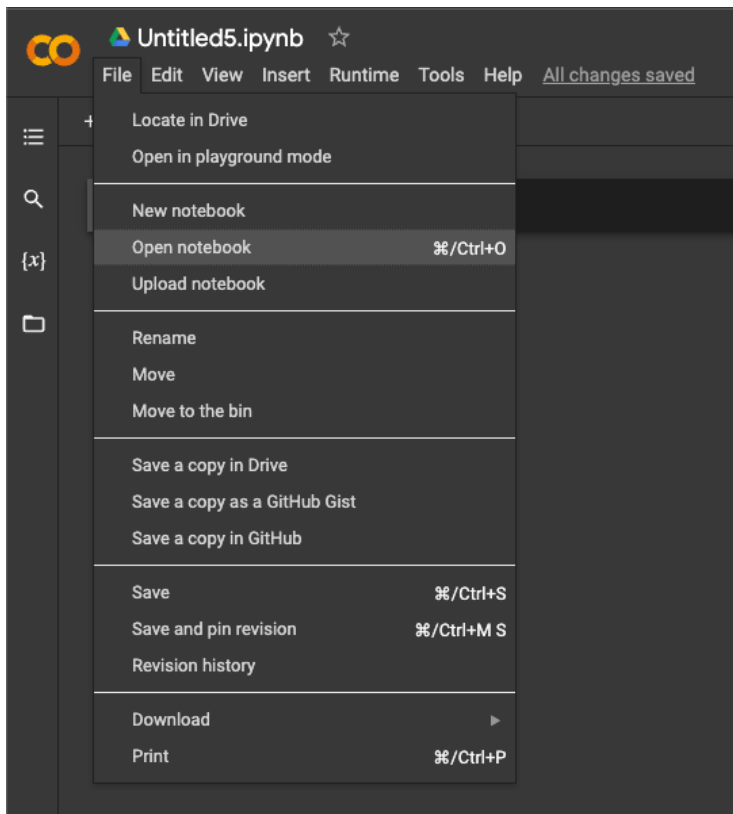 Untitled5.ipynb
File Edit View Insert Runtime Tools Help All changes saved
+
Locate in Drive
Open in playground mode
New notebook
Open notebook ⌘/Ctrl+O
Upload notebook
{x}
Rename
Move
Move to the bin
Save a copy in Drive
Save a copy as a GitHub Gist
Save a copy in GitHub
Save ⌘/Ctrl+S
Save and pin revision ⌘/Ctrl+M S
Revision history
Download
Print ⌘/Ctrl+P